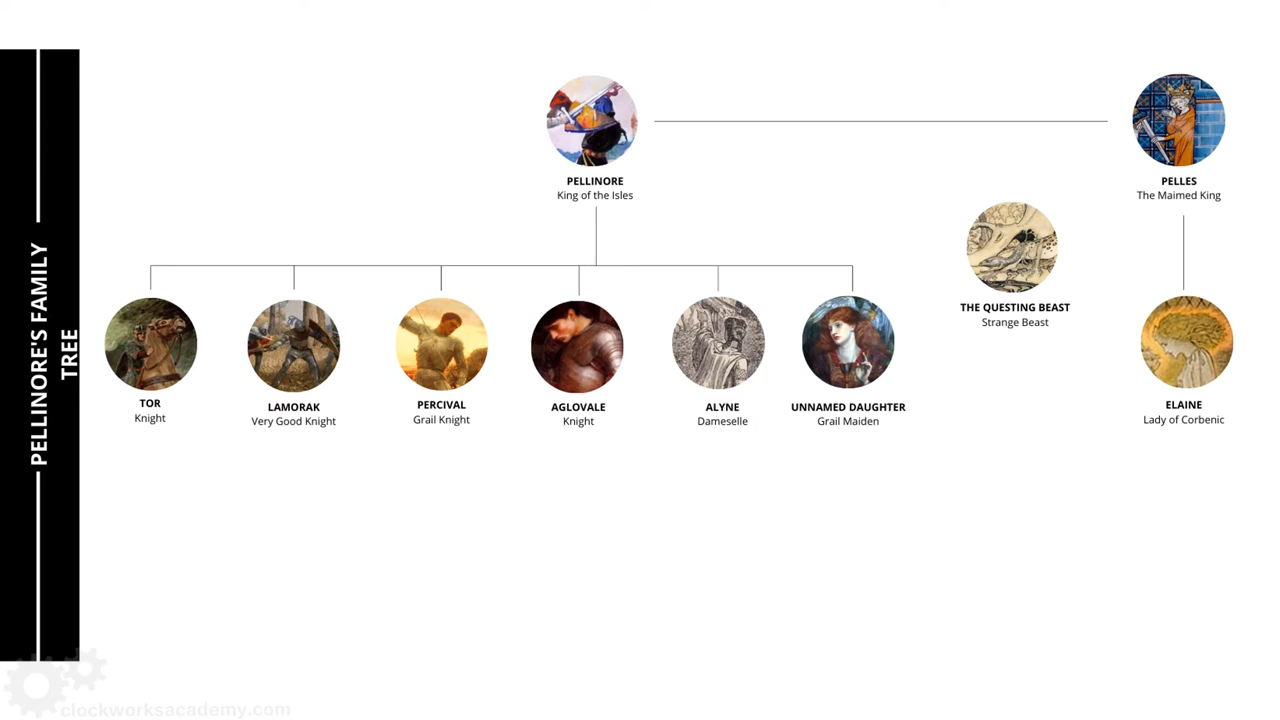 PELLINORE'S FAMILY
TREE
PELLINORE
King of the Isles
PELLES
The Maimed King
THE QUESTING BEAST
Strange Beast
TOR
Knight
LAMORAK
Very Good Knight
PERCIVAL
Grail Knight
AGLOVALE
Knight
ALYNE
Dameselle
UNNAMED DAUGHTER
Grail Maiden
ELAINE
Lady of Corbenic
clockworksacademy.com